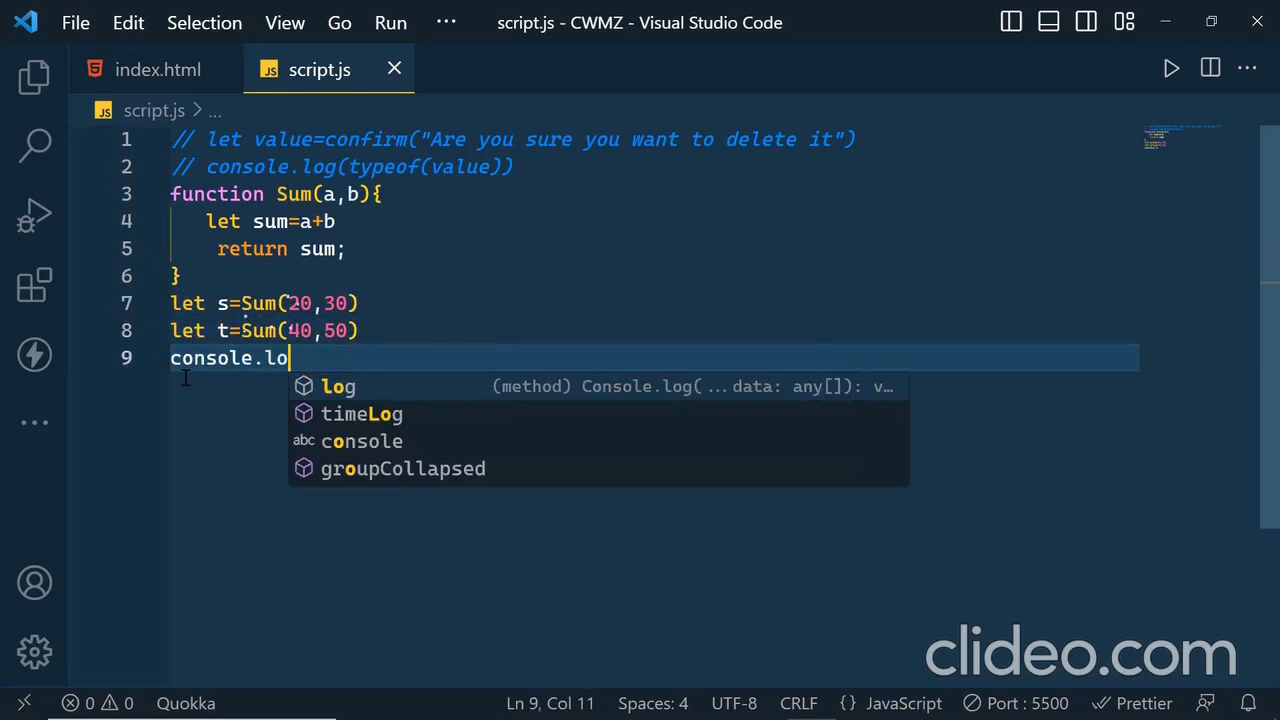 File Edit Selection View Go Run ··· script.js - CWMZ - Visual Studio Code
index.html script.js
script.js > ...
1 // let value=confirm("Are you sure you want to delete it")
2 // console.log(typeof(value))
3 function Sum(a,b){
4 let sum=a+b
5 return sum;
6 }
7 let s=Sum(20,30)
8 let t=Sum(40,50)
9 console.lo
log (method) Console.log(...data: any[]): v...
timeLog
abc console
groupCollapsed
clideo.com
0 0 Quokka Ln 9, Col 11 Spaces: 4 UTF-8 CRLF {} JavaScript Port : 5500 Prettier